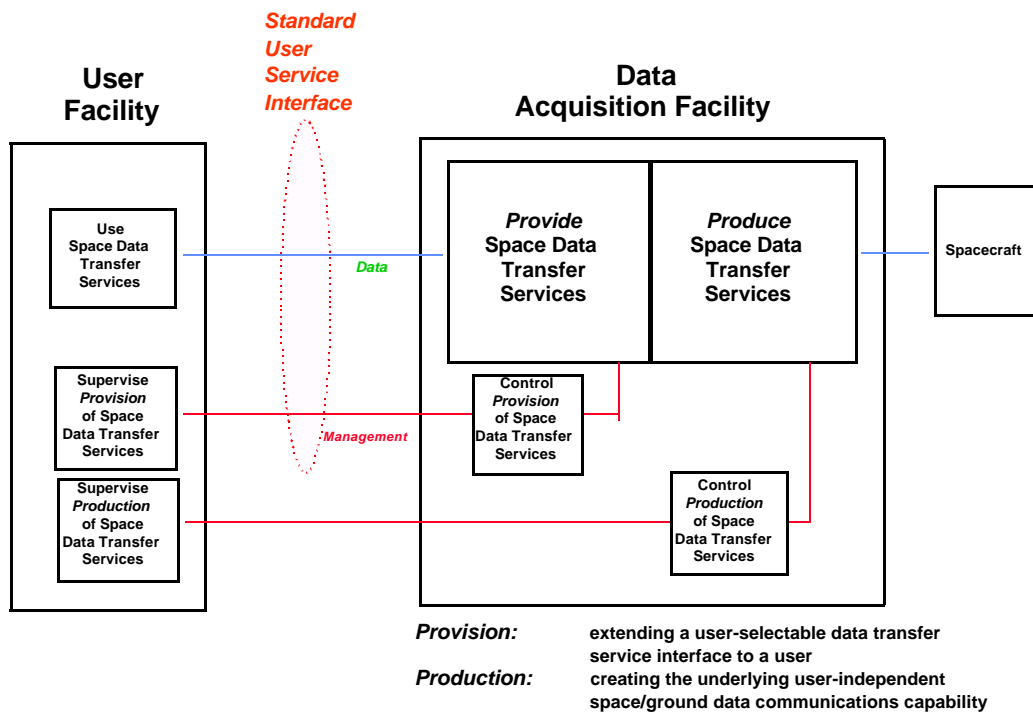 Standard
User
Service
Interface
User
Facility
Data
Acquisition Facility
Use
Space Data
Transfer
Services
Data
Provide
Space Data
Transfer
Services
Produce
Space Data
Transfer
Services
Spacecraft
Supervise
Provision
of Space
Data Transfer
Services
Management
Control
Provision
of Space
Data Transfer
Services
Supervise
Production
of Space
Data Transfer
Services
Control
Production
of Space
Data Transfer
Services
Provision: extending a user-selectable data transfer
service interface to a user
Production: creating the underlying user-independent
space/ground data communications capability